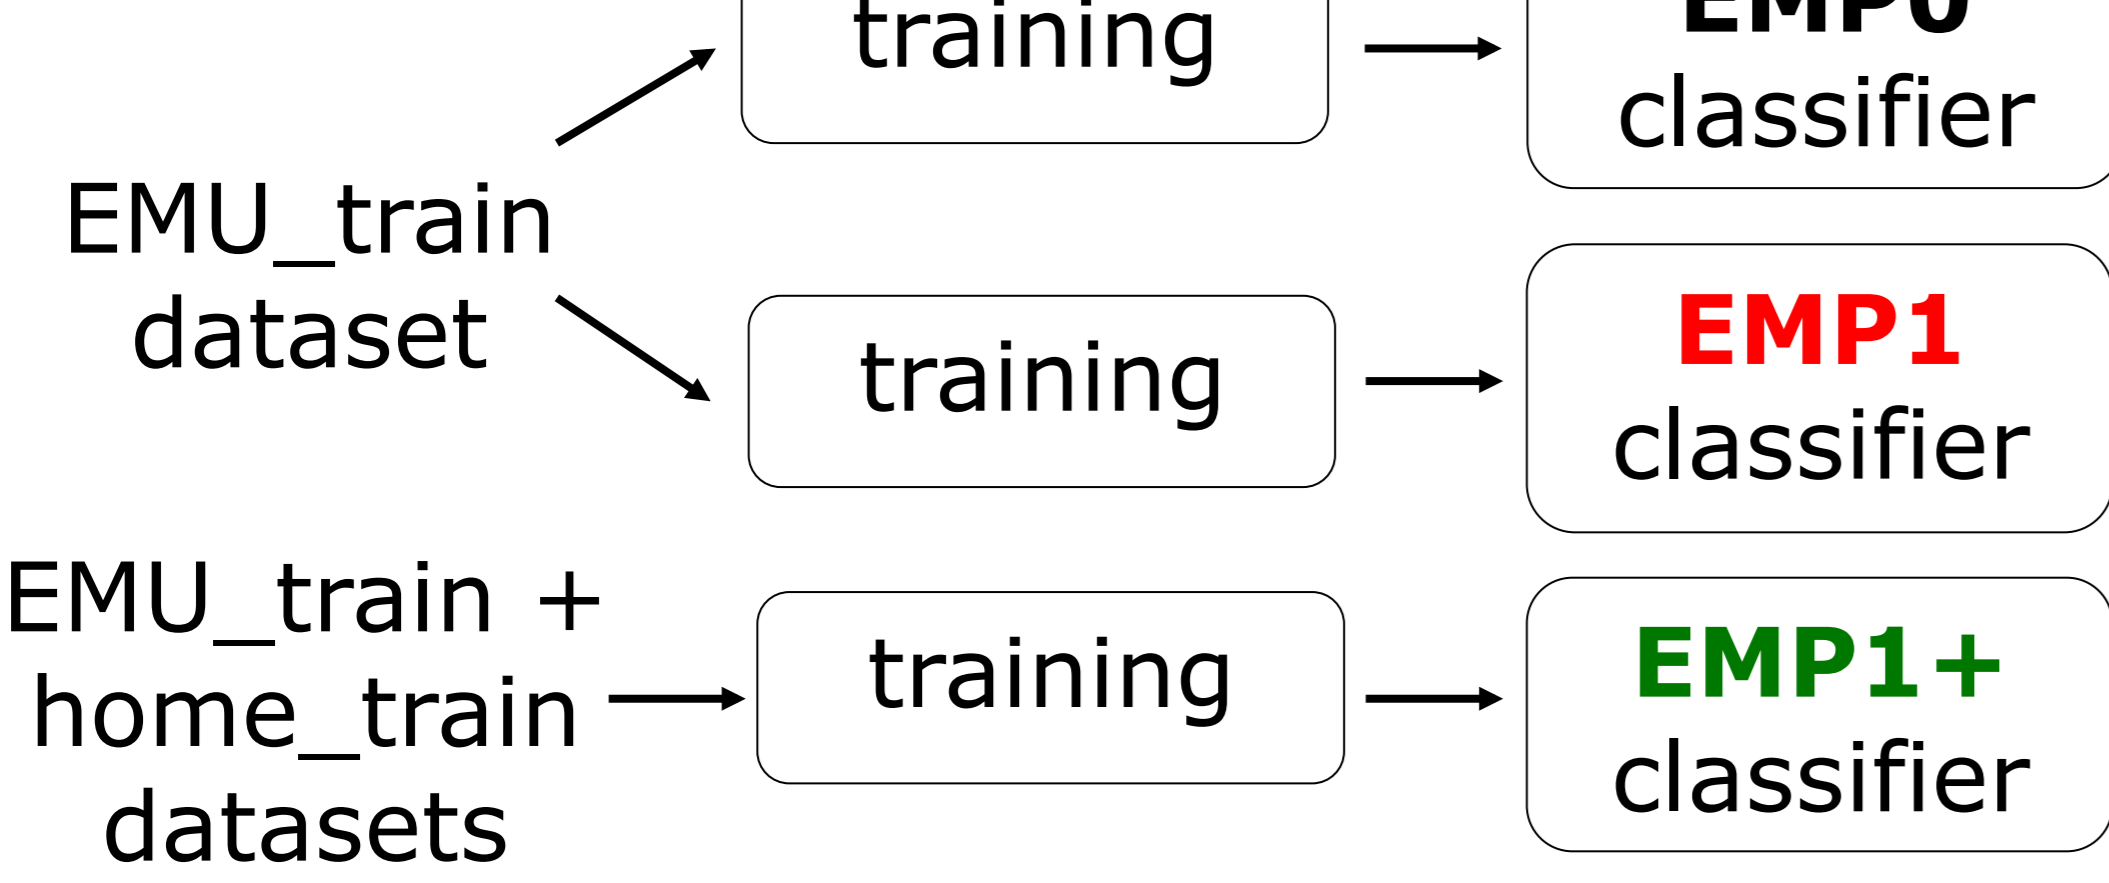 training
EMP0
classifier
EMU_train
dataset
training
EMP1
classifier
EMU_train +
home_train
datasets
training
EMP1+
classifier